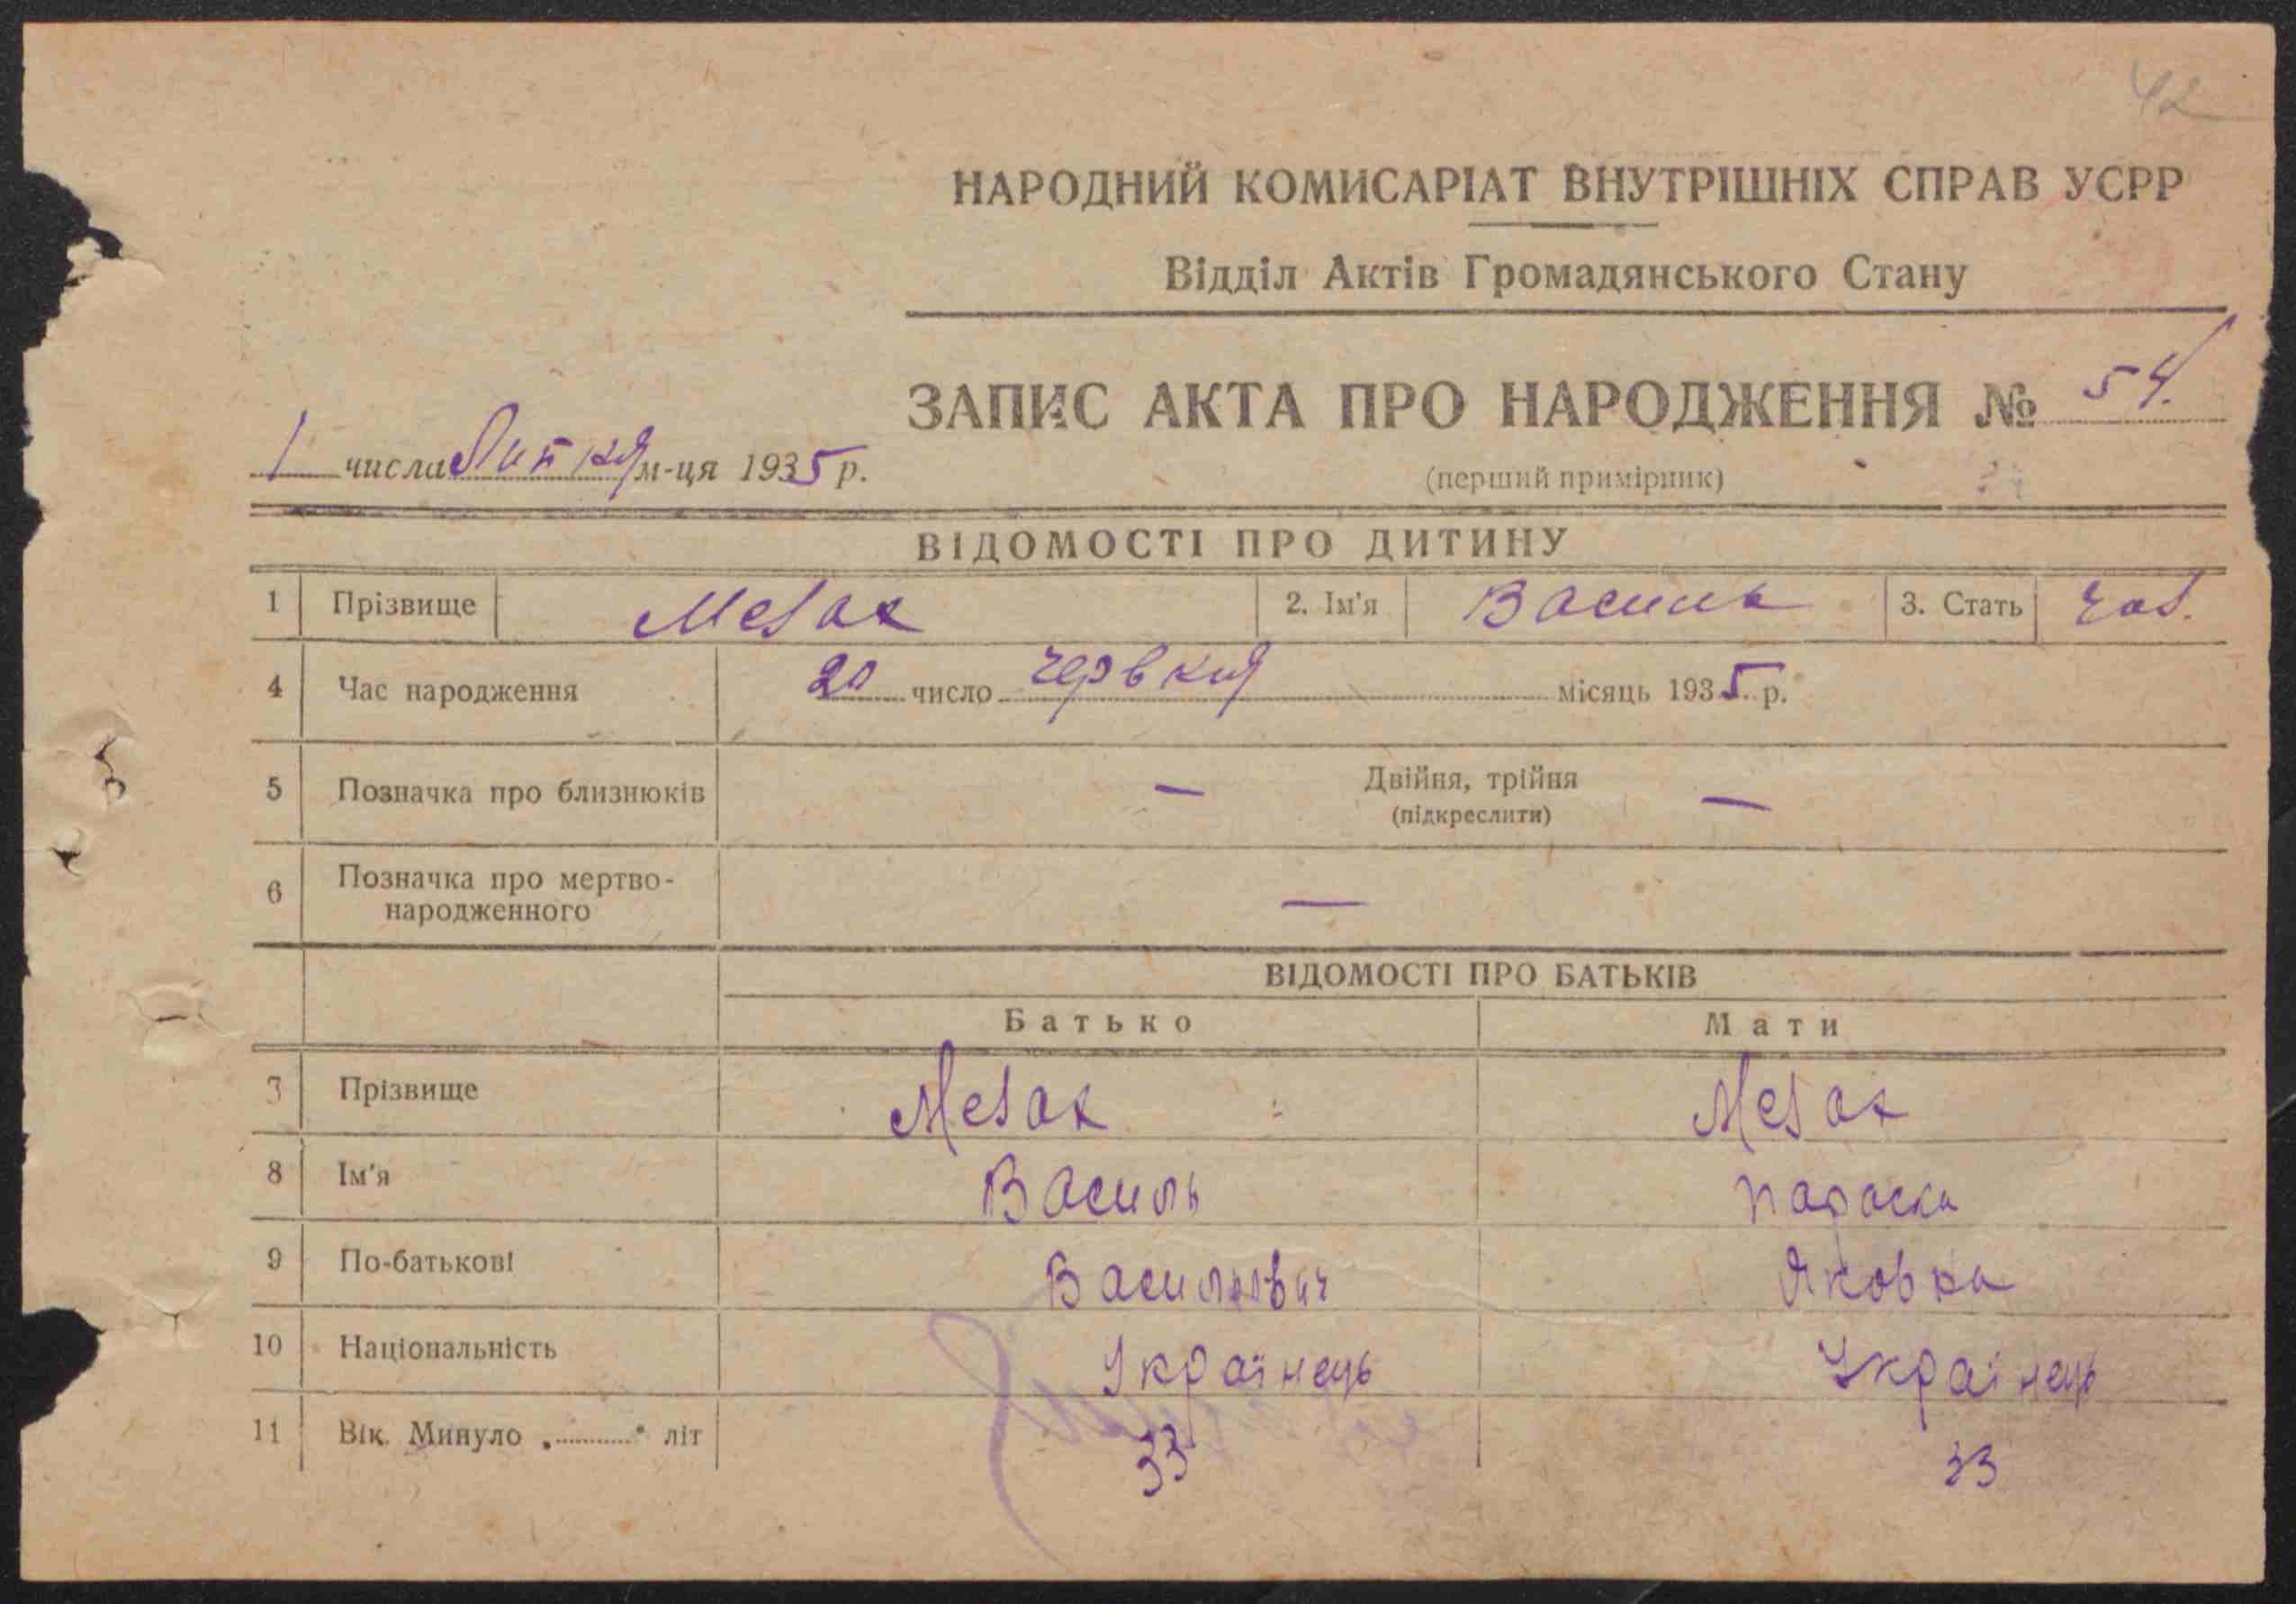 42
НАРОДНИЙ КОМИСАРІАТ ВНУТРІШНІХ СПРАВ УСРР
Відділ Актів Громадянського Стану
ЗАПИС АКТА ПРО НАРОДЖЕННЯ № 54.
1 числа Липня м-ця 1935 р.
(перший примірник)
ВІДОМОСТІ ПРО ДИТИНУ
1 Прізвище 2. Ім'я Василь 3. Стать чол.
4 Час народження 20 число червня місяць 1935 р.
5 Позначка про близнюків — Двійня, трійня —
(підкреслити)
6 Позначка про мертво-
народженного —
ВІДОМОСТІ ПРО БАТЬКІВ
Батько Мати
7 Прізвище
8 Ім'я Василь Параска
9 По-батькові Васильович Яковна
10 Національність Українець Українець
11 Вік. Минуло „ “ літ 33 33